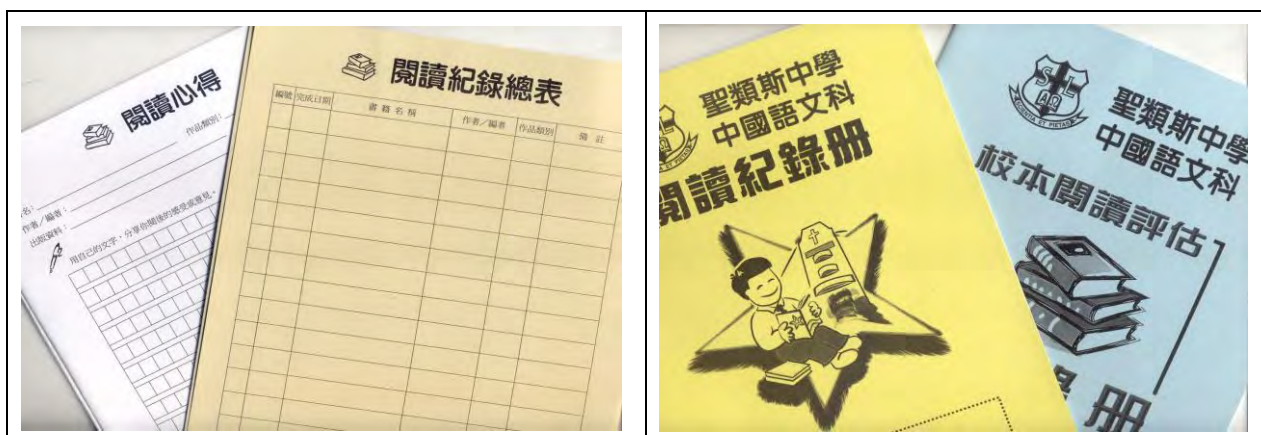 閱讀心得
作品類別：
名：
作者／編者：
出版資料：
用自己的文字，分享你閱後的感受或意見。
閱讀紀錄總表
編號 完成日期 書籍名稱 作者／編者 作品類別 備註
聖類斯中學
中國語文科
閱讀紀錄冊
聖類斯中學
中國語文科
校本閱讀評估
冊